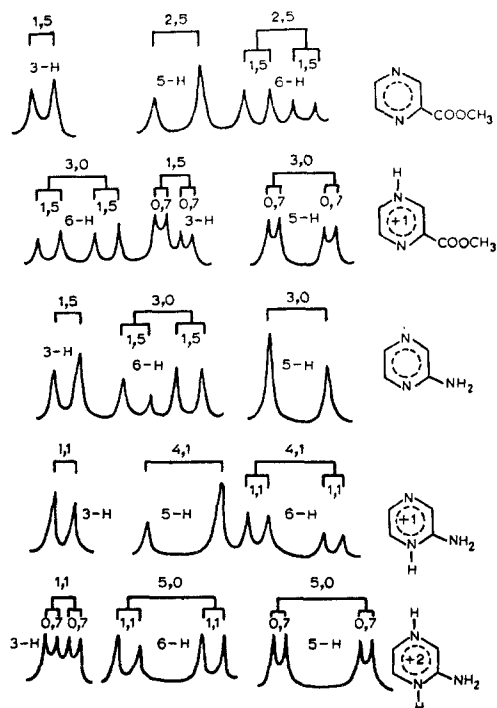 1,5
2,5
2,5
3-H
5-H
1,5
6-H
1,5
N
N
COOCH3
3,0
1,5
3,0
1,5
6-H
1,5
0,7
0,7
3-H
0,7
5-H
0,7
H
N
+1
N
COOCH3
1,5
3,0
3,0
3-H
1,5
6-H
1,5
5-H
N
N
NH2
1,1
4,1
4,1
3-H
5-H
1,1
6-H
1,1
N
+1
N
H
NH2
1,1
5,0
5,0
3-H
0,7
0,7
1,1
6-H
1,1
0,7
5-H
0,7
H
N
+2
N
H
NH2